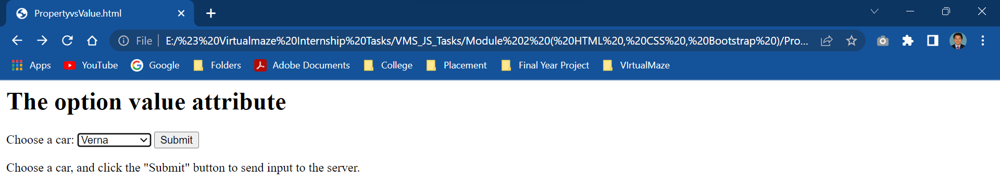 PropertyvsValue.html
File E:/%23%20Virtualmaze%20Internship%20Tasks/VMS_JS_Tasks/Module%202%20(%20HTML%20,%20CSS%20,%20Bootstrap%20)/Pro...
Apps YouTube Google Folders Adobe Documents College Placement Final Year Project VIrtualMaze
The option value attribute
Choose a car: Verna Submit
Choose a car, and click the "Submit" button to send input to the server.